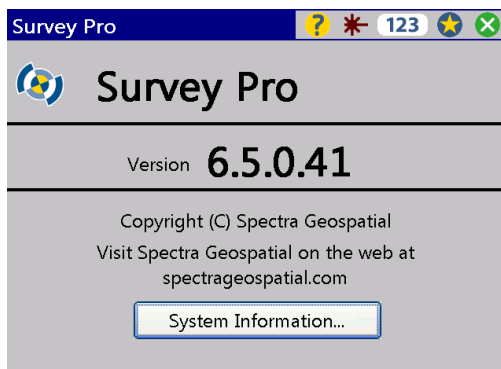 Survey Pro ? 123
Survey Pro
Version 6.5.0.41
Copyright (C) Spectra Geospatial
Visit Spectra Geospatial on the web at
spectrageospatial.com
System Information...